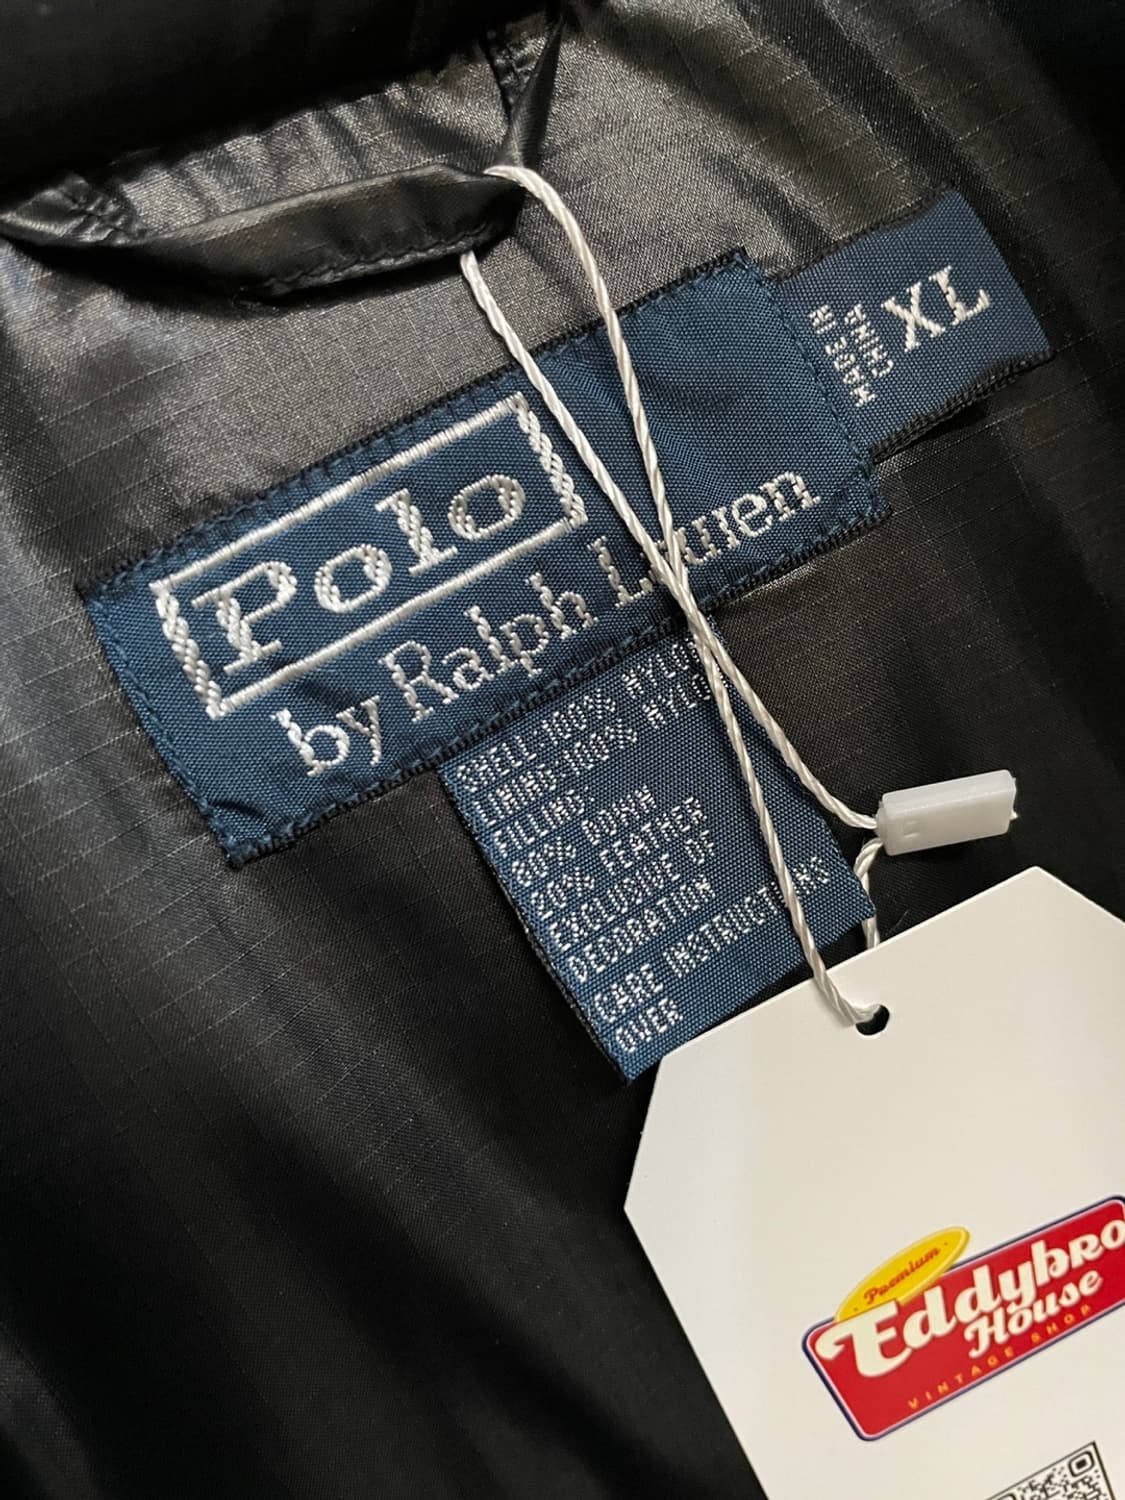 Polo
by Ralph Lauren
MADE IN
CHINA
XL
SHELL-100% NYLON
LINING-100% NYLON
FILLING-
80% DOWN
20% FEATHER
EXCLUSIVE OF
DECORATION
CARE INSTRUCTIONS
OVER
Premium
Eddybro
House
VINTAGE SHOP